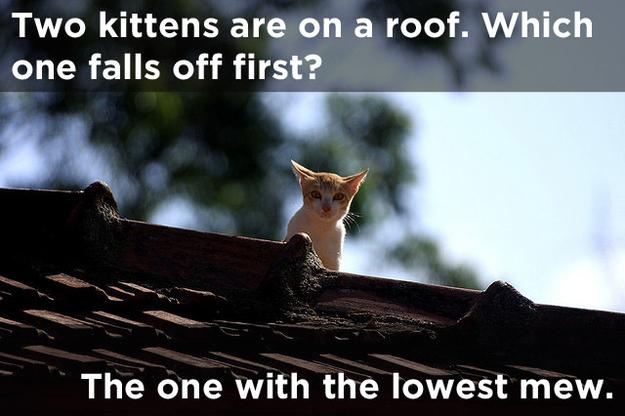 Two kittens are on a roof. Which
one falls off first?
The one with the lowest mew.